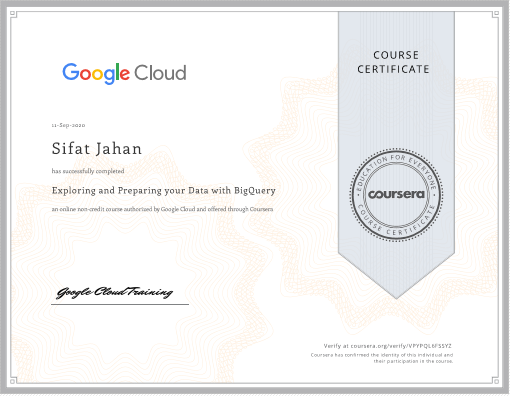 Google Cloud
COURSE
CERTIFICATE
11-Sep-2020
Sifat Jahan
has successfully completed
Exploring and Preparing your Data with BigQuery
an online non-credit course authorized by Google Cloud and offered through Coursera
EDUCATION FOR EVERYONE
coursera
COURSE CERTIFICATE
Google Cloud Training
Verify at coursera.org/verify/VPYPQL6FSSYZ
Coursera has confirmed the identity of this individual and
their participation in the course.